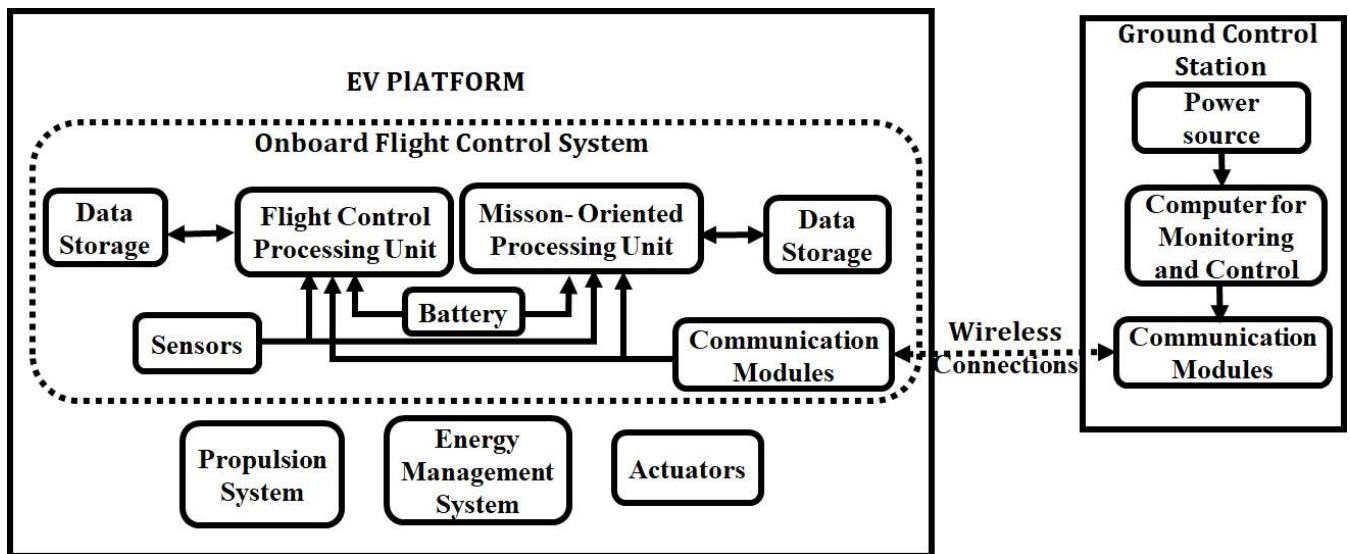 EV PlATFORM
Onboard Flight Control System
Data
Storage
Flight Control
Processing Unit
Misson- Oriented
Processing Unit
Data
Storage
Battery
Sensors
Communication
Modules
Propulsion
System
Energy
Management
System
Actuators
Wireless
Connections
Ground Control
Station
Power
source
Computer for
Monitoring
and Control
Communication
Modules